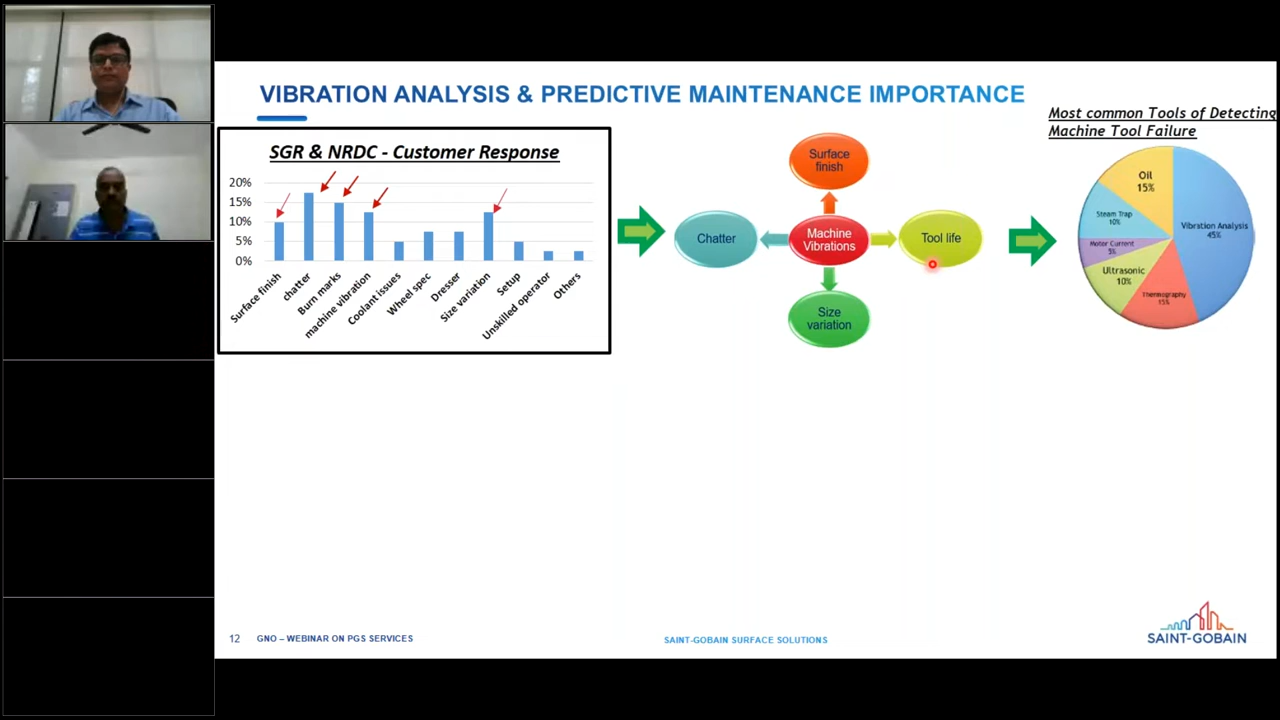 VIBRATION ANALYSIS & PREDICTIVE MAINTENANCE IMPORTANCE
SGR & NRDC - Customer Response
20%
15%
10%
5%
0%
Surface finish
chatter
Burn marks
machine vibration
Coolant issues
Wheel spec
Dresser
Size variation
Setup
Unskilled operator
Others
Surface
finish
Chatter
Machine
Vibrations
Tool life
Size
variation
Most common Tools of Detecting
Machine Tool Failure
Oil
15%
Steam Trap
10%
Motor Current
5%
Ultrasonic
10%
Thermography
15%
Vibration Analysis
45%
12
GNO – WEBINAR ON PGS SERVICES
SAINT-GOBAIN SURFACE SOLUTIONS
SAINT-GOBAIN